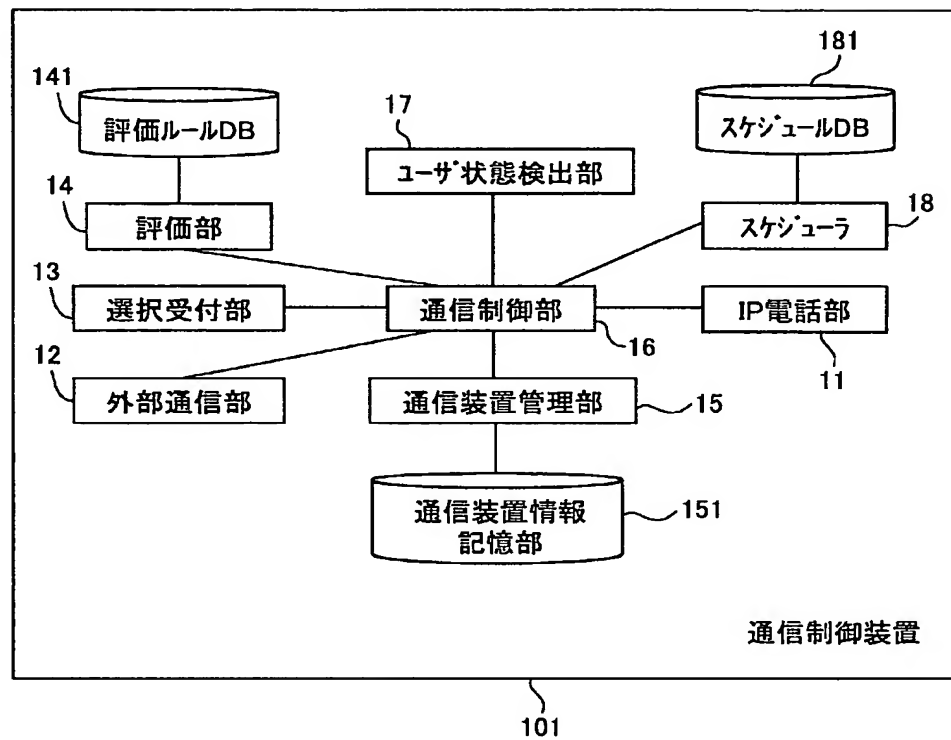 141
評価ルールDB
17
ユーザ状態検出部
181
スケジュールDB
14
評価部
スケジューラ
18
13
選択受付部
通信制御部
16
IP電話部
11
12
外部通信部
通信装置管理部
15
通信装置情報
記憶部
151
通信制御装置
101